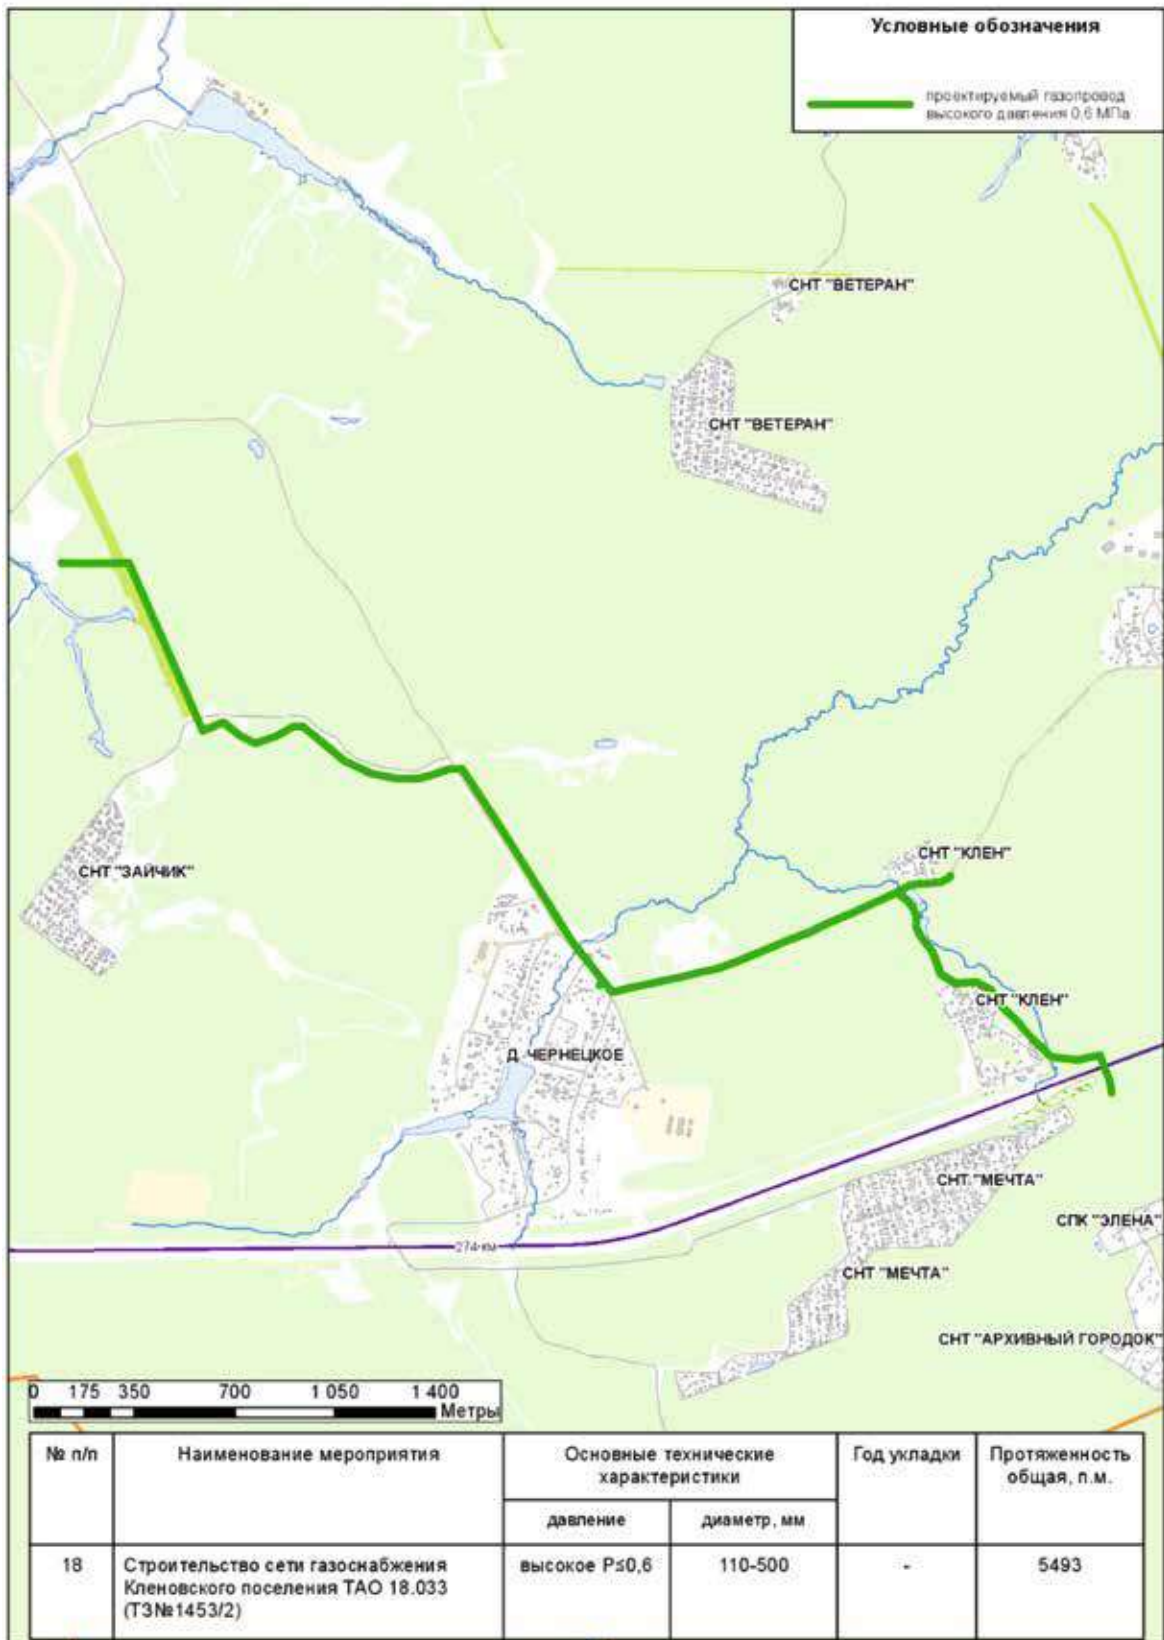 Условные обозначения
проектируемый газопровод
высокого давления 0,6 МПа
СНТ "ВЕТЕРАН"
СНТ "ВЕТЕРАН"
СНТ "ЗАЙЧИК"
СНТ "КЛЕН"
СНТ "КЛЕН"
Д. ЧЕРНЕЦКОЕ
СНТ "МЕЧТА"
СПК "ЭЛЕНА"
274-км
СНТ "МЕЧТА"
СНТ "АРХИВНЫЙ ГОРОДОК"
0 175 350 700 1 050 1 400
Метры
№ п/п
Наименование мероприятия
Основные технические
характеристики
Год укладки
Протяженность
общая, п.м.
давление
диаметр, мм
18
Строительство сети газоснабжения
Кленовского поселения ТАО 18.033
(ТЗ№1453/2)
высокое P≤0,6
110-500
-
5493